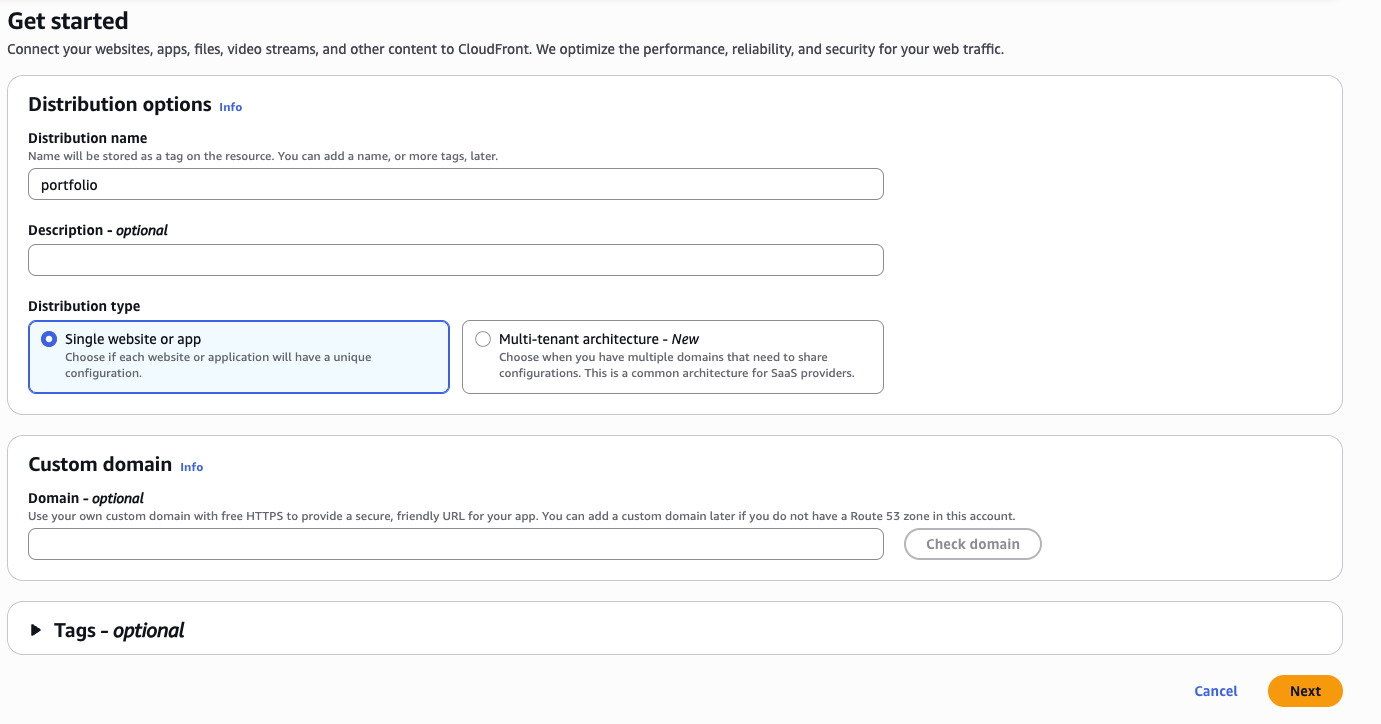 Get started
Connect your websites, apps, files, video streams, and other content to CloudFront. We optimize the performance, reliability, and security for your web traffic.
Distribution options Info
Distribution name
Name will be stored as a tag on the resource. You can add a name, or more tags, later.
portfolio
Description - optional
Distribution type
Single website or app
Choose if each website or application will have a unique
configuration.
Multi-tenant architecture - New
Choose when you have multiple domains that need to share
configurations. This is a common architecture for SaaS providers.
Custom domain Info
Domain - optional
Use your own custom domain with free HTTPS to provide a secure, friendly URL for your app. You can add a custom domain later if you do not have a Route 53 zone in this account.
Check domain
Tags - optional
Cancel
Next